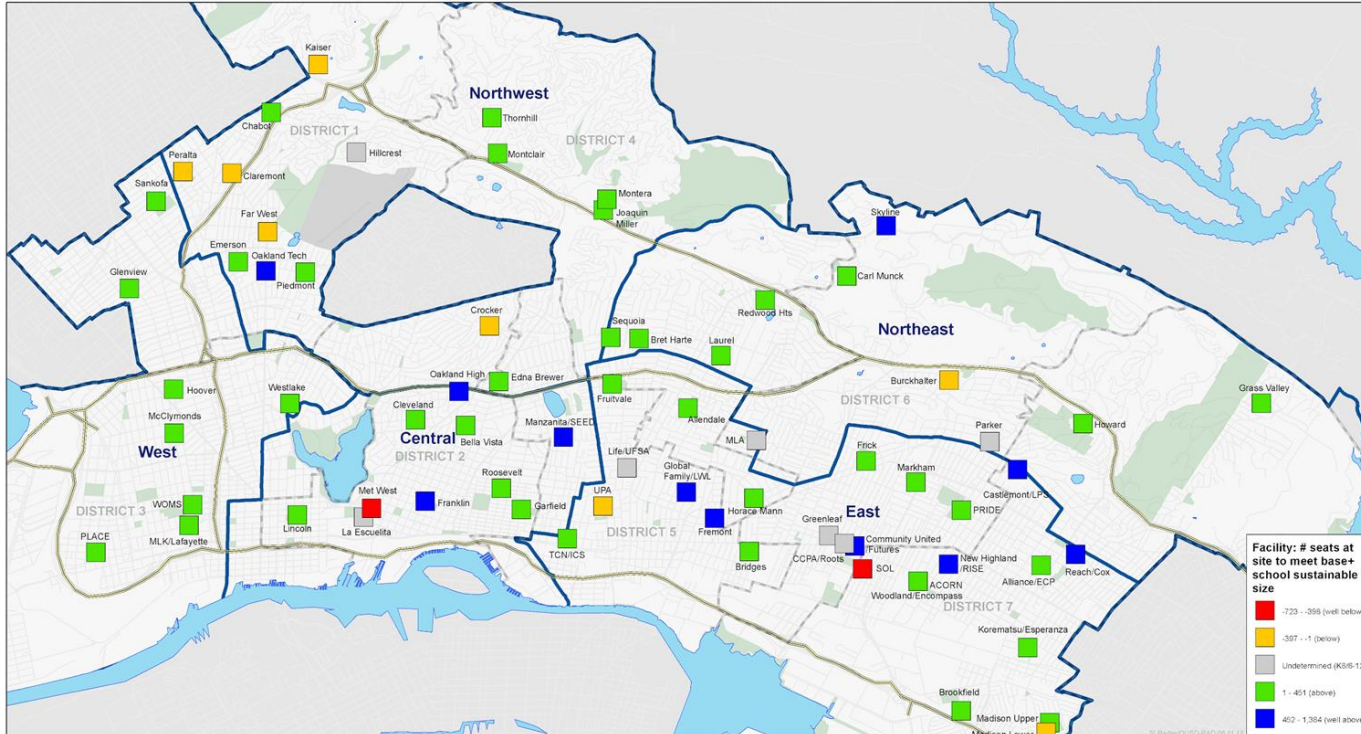 Kaiser
Northwest
Chabot
Thornhill
DISTRICT 1
DISTRICT 4
Hillcrest
Montclair
Peralta
Claremont
Sankofa
Montera
Joaquin
Miller
Far West
Skyline
Emerson
Oakland Tech
Piedmont
Carl Munck
Glenview
Redwood Hts
Crocker
Northeast
Sequoia
Bret Harte
Laurel
Oakland High
Edna Brewer
Burckhalter
Grass Valley
Hoover
Westlake
Fruitvale
DISTRICT 6
McClymonds
Cleveland
Allendale
Manzanita/SEED
Howard
Central
Bella Vista
Parker
West
DISTRICT 2
MLA
Frick
Life/UFSA
Markham
Global
Family/LWL
Roosevelt
Castlemont/LPS
Met West
UPA
Franklin
Garfield
Horace Mann
PRIDE
WOMS
DISTRICT 3
East
Lincoln
La Escuelita
DISTRICT 5
Fremont
Greenleaf
MLK/Lafayette
PLACE
TCN/ICS
Bridges
CCPA/Roots
Community United
/Futures
New Highland
/RISE
SOL
Reach/Cox
Alliance/ECP
ACORN
Woodland/Encompass
DISTRICT 7
Korematsu/Esperanza
Brookfield
Madison Upper
Madison Lower
Facility: # seats at
site to meet base+
school sustainable
size
-723 - -398 (well below
-397 - -1 (below)
Undetermined (K8/6-12
1 - 451 (above)
452 - 1,384 (well above